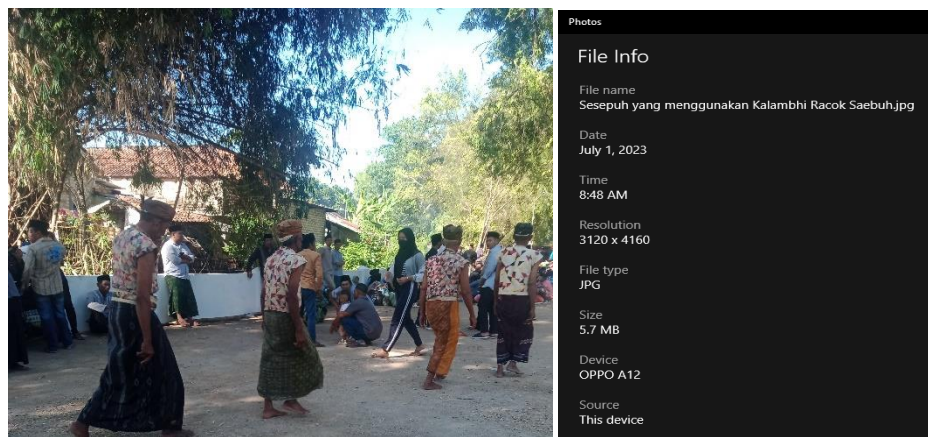 Photos
File Info
File name
Sesepuh yang menggunakan Kalambhi Racok Saebuh.jpg
Date
July 1, 2023
Time
8:48 AM
Resolution
3120 x 4160
File type
JPG
Size
5.7 MB
Device
OPPO A12
Source
This device